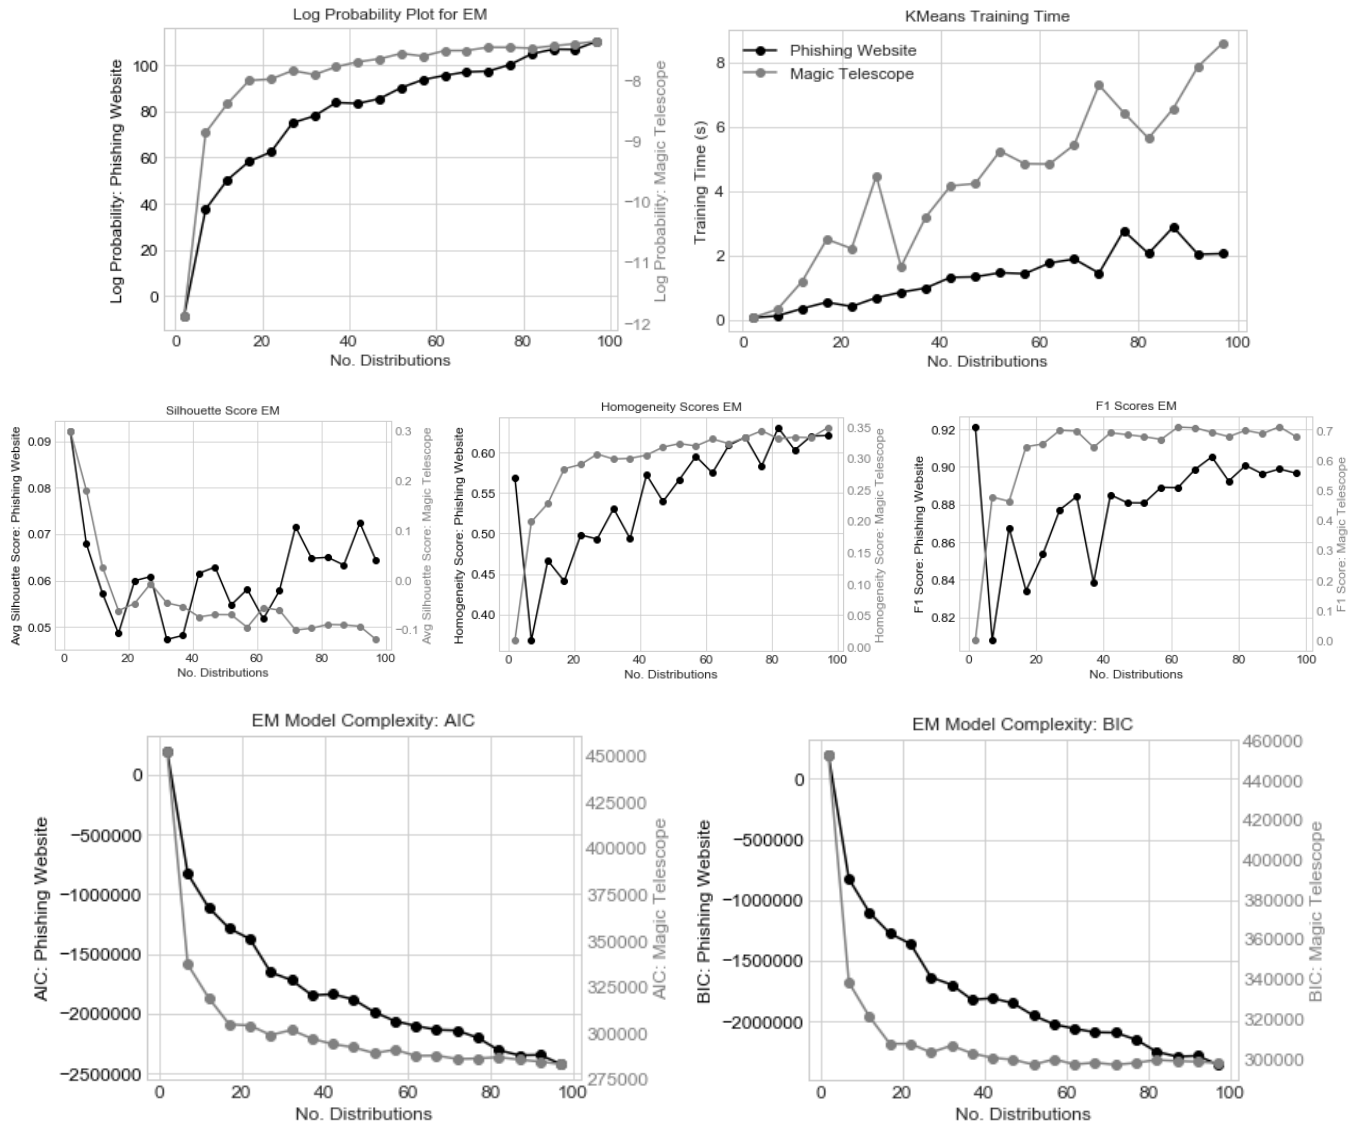 Log Probability Plot for EM
Log Probability: Phishing Website
100
80
60
40
20
0
−8
−9
−10
−11
−12
Log Probability: Magic Telescope
0 20 40 60 80 100
No. Distributions
KMeans Training Time
Phishing Website
Magic Telescope
Training Time (s)
8
6
4
2
0
0 20 40 60 80 100
No. Distributions
Silhouette Score EM
Avg Silhouette Score: Phishing Website
0.09
0.08
0.07
0.06
0.05
0.3
0.2
0.1
0.0
−0.1
Avg Silhouette Score: Magic Telescope
0 20 40 60 80 100
No. Distributions
Homogeneity Scores EM
Homogeneity Score: Phishing Website
0.60
0.55
0.50
0.45
0.40
0.35
0.30
0.25
0.20
0.15
0.10
0.05
0.00
Homogeneity Score: Magic Telescope
0 20 40 60 80 100
No. Distributions
F1 Scores EM
F1 Score: Phishing Website
0.92
0.90
0.88
0.86
0.84
0.82
0.7
0.6
0.5
0.4
0.3
0.2
0.1
0.0
F1 Score: Magic Telescope
0 20 40 60 80 100
No. Distributions
EM Model Complexity: AIC
AIC: Phishing Website
0
−500000
−1000000
−1500000
−2000000
−2500000
450000
425000
400000
375000
350000
325000
300000
275000
AIC: Magic Telescope
0 20 40 60 80 100
No. Distributions
EM Model Complexity: BIC
BIC: Phishing Website
0
−500000
−1000000
−1500000
−2000000
460000
440000
420000
400000
380000
360000
340000
320000
300000
BIC: Magic Telescope
0 20 40 60 80 100
No. Distributions